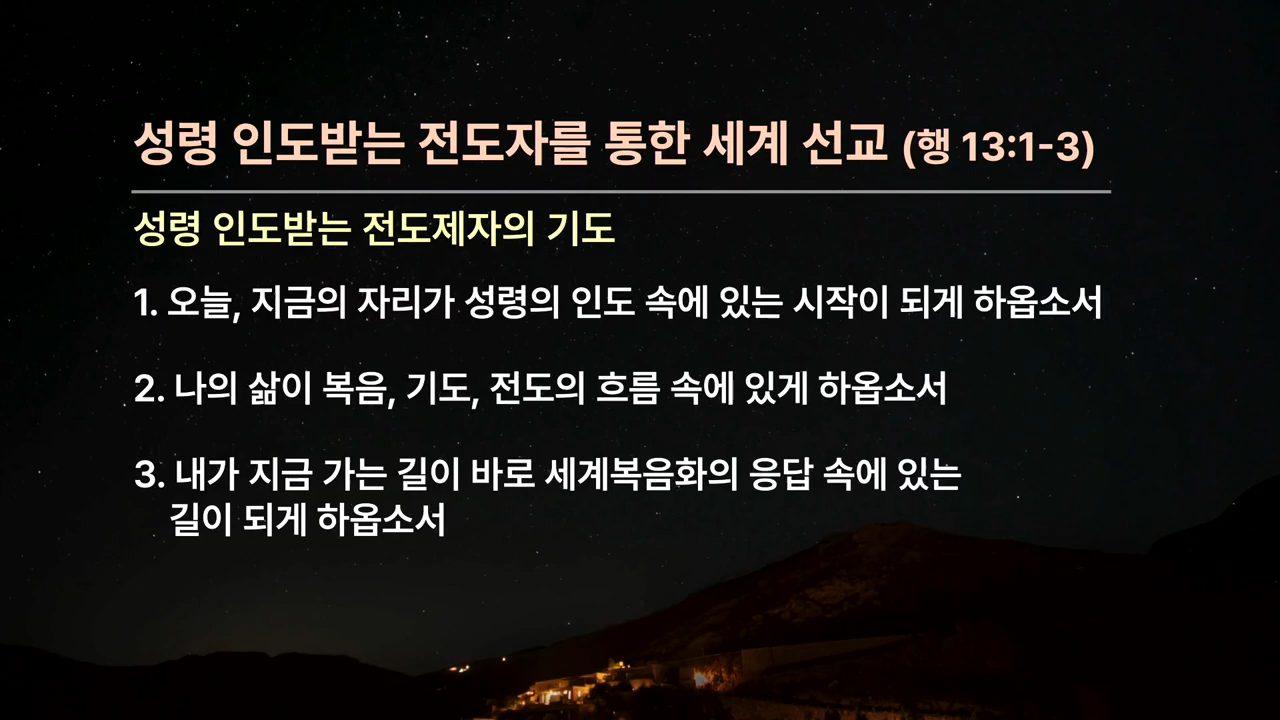 성령 인도받는 전도자를 통한 세계 선교 (행 13:1-3)
성령 인도받는 전도제자의 기도
1. 오늘, 지금의 자리가 성령의 인도 속에 있는 시작이 되게 하옵소서
2. 나의 삶이 복음, 기도, 전도의 흐름 속에 있게 하옵소서
3. 내가 지금 가는 길이 바로 세계복음화의 응답 속에 있는
길이 되게 하옵소서